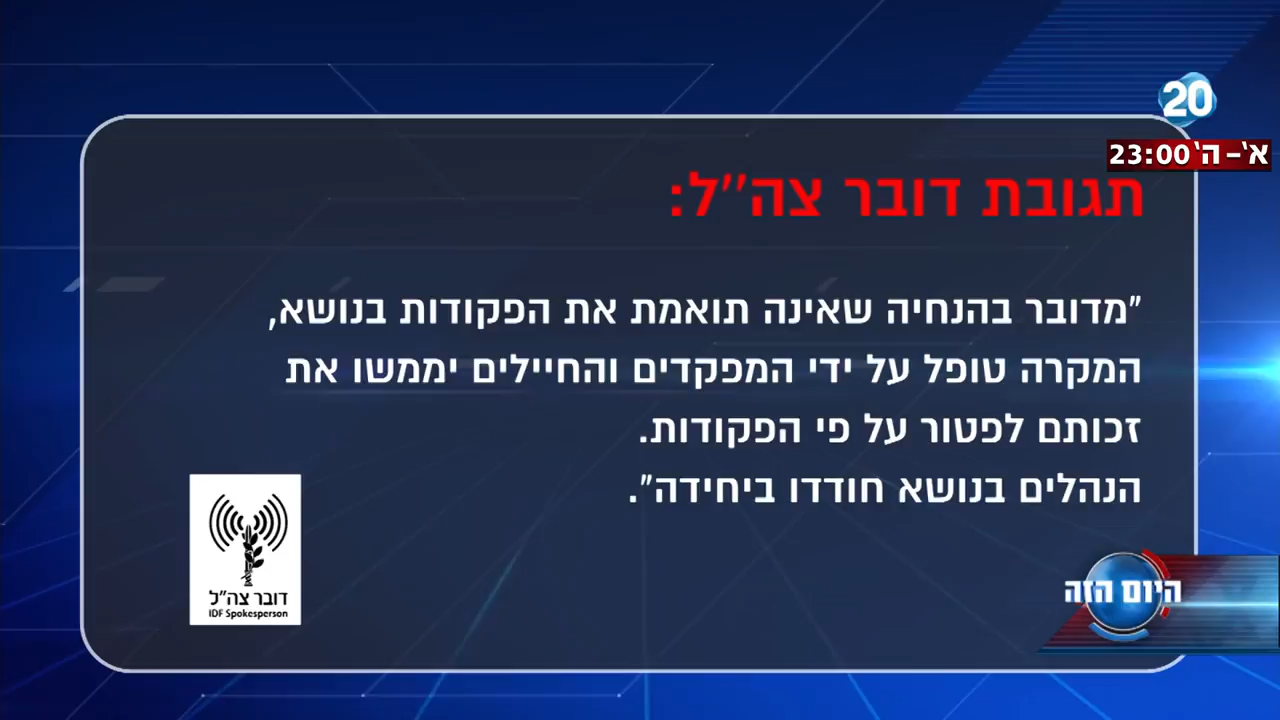 20
א'-ה' 23:00
תגובת דובר צה''ל:
"מדובר בהנחיה שאינה תואמת את הפקודות בנושא,
המקרה טופל על ידי המפקדים והחיילים יממשו את
זכותם לפטור על פי הפקודות.
הנהלים בנושא חודדו ביחידה".
דובר צה"ל
IDF Spokesperson
היום הזה